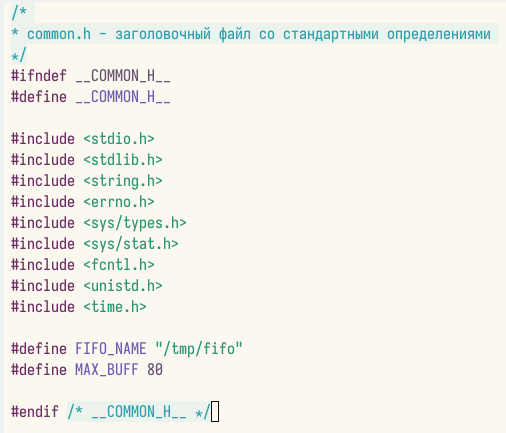 /*
* common.h - заголовочный файл со стандартными определениями
*/
#ifndef __COMMON_H__
#define __COMMON_H__
#include <stdio.h>
#include <stdlib.h>
#include <string.h>
#include <errno.h>
#include <sys/types.h>
#include <sys/stat.h>
#include <fcntl.h>
#include <unistd.h>
#include <time.h>
#define FIFO_NAME "/tmp/fifo"
#define MAX_BUFF 80
#endif /* __COMMON_H__ */